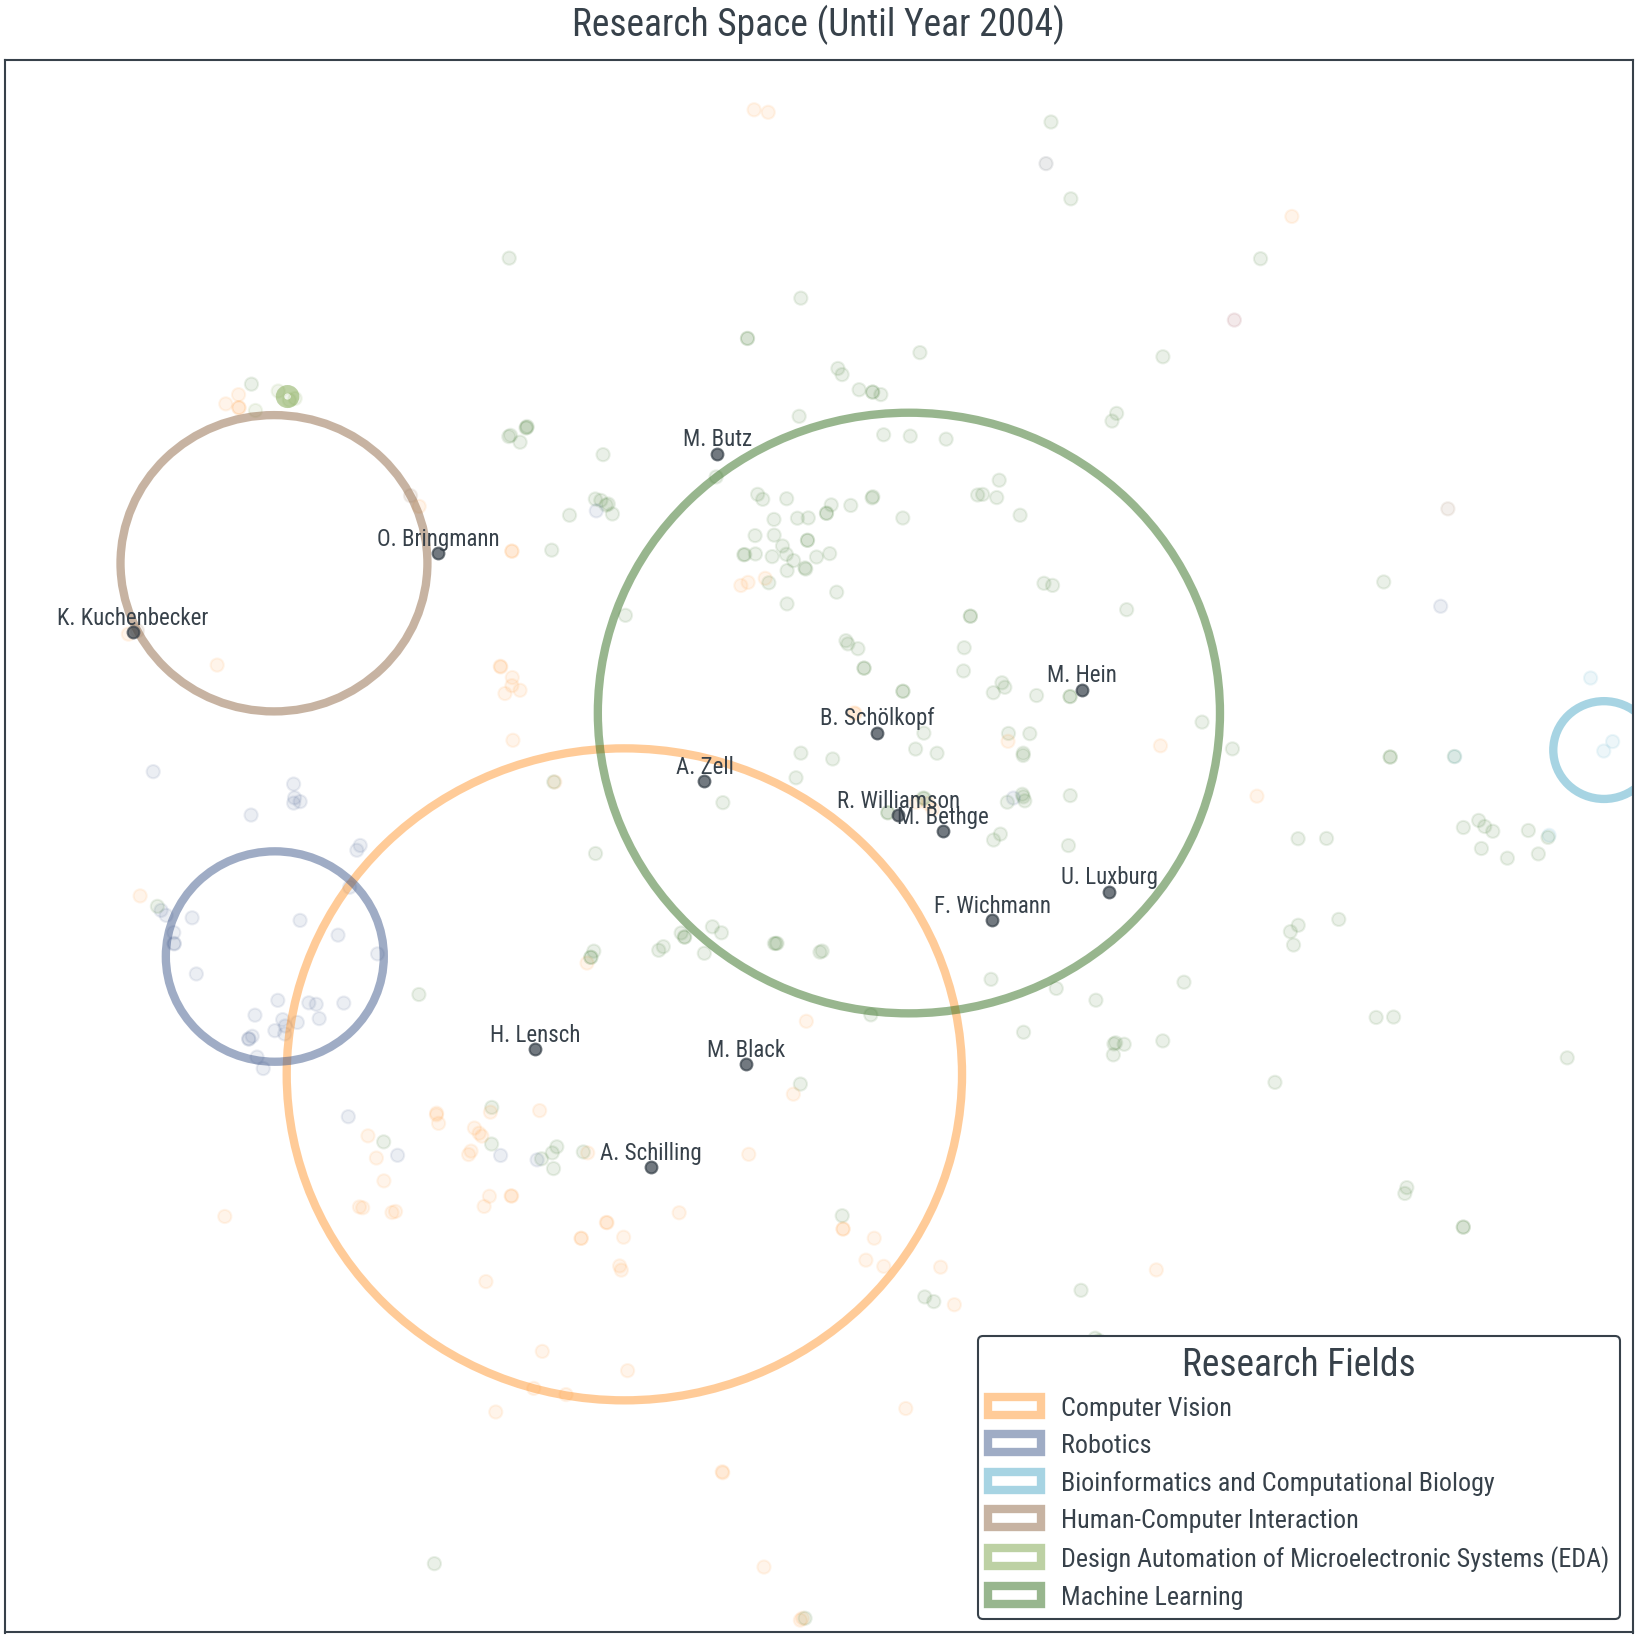 Research Space (Until Year 2004)
M. Butz
O. Bringmann
K. Kuchenbecker
M. Hein
B. Schölkopf
A. Zell
R. Williamson
M. Bethge
U. Luxburg
F. Wichmann
H. Lensch
M. Black
A. Schilling
Research Fields
Computer Vision
Robotics
Bioinformatics and Computational Biology
Human-Computer Interaction
Design Automation of Microelectronic Systems (EDA)
Machine Learning